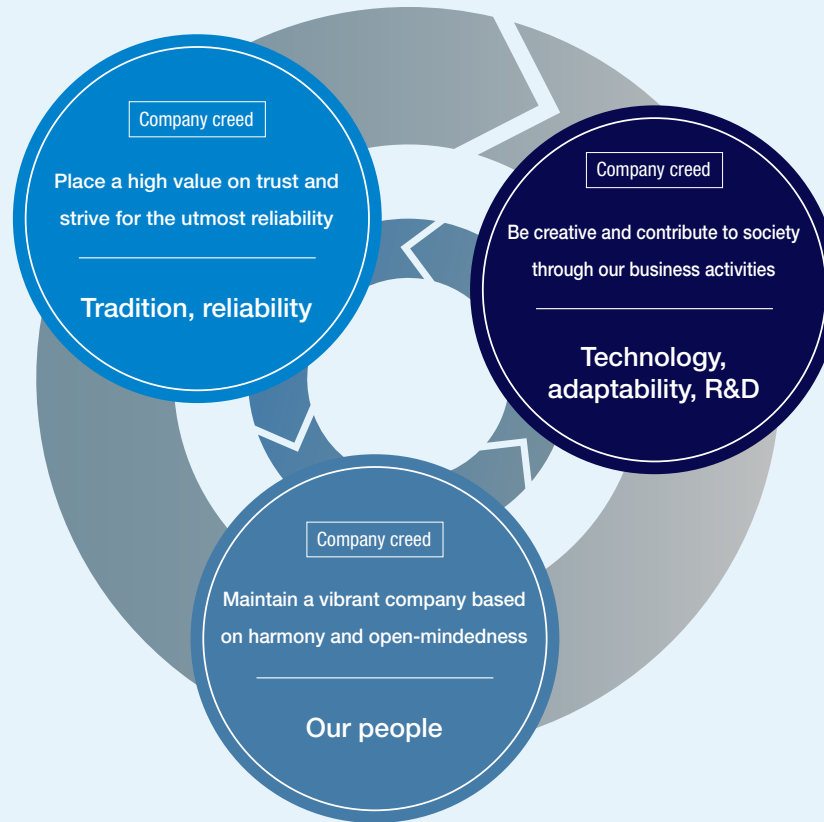 Company creed
Place a high value on trust and
strive for the utmost reliability
Tradition, reliability
Company creed
Be creative and contribute to society
through our business activities
Technology,
adaptability, R&D
Company creed
Maintain a vibrant company based
on harmony and open-mindedness
Our people